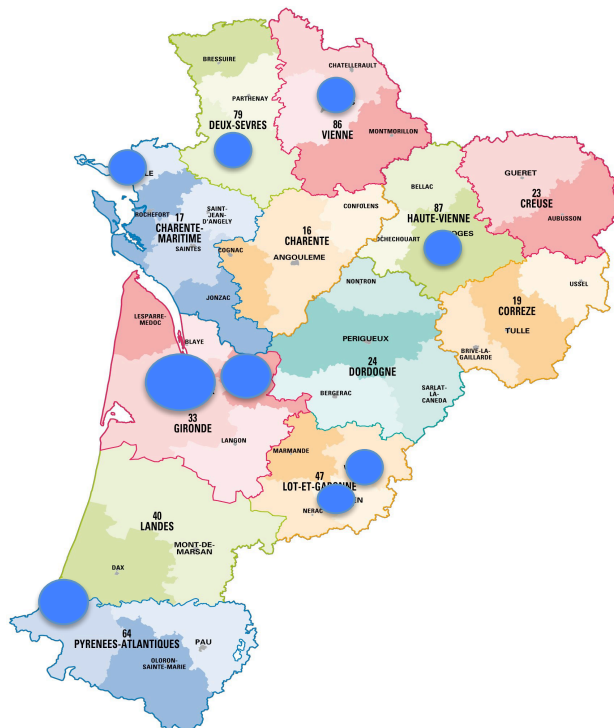 BRESSUIRE
CHATELLERAULT
PARTHENAY
79
DEUX-SEVRES
86
VIENNE
MONTMORILLON
GUERET
23
CREUSE
AUBUSSON
BELLAC
87
HAUTE-VIENNE
ROCHEFORT
SAINT-
JEAN-
D'ANGELY
17
CHARENTE-
MARITIME
SAINTES
CONFOLENS
16
CHARENTE
ANGOULEME
COGNAC
JONZAC
NONTRON
USSEL
19
CORREZE
TULLE
BRIVE-LA-
GAILLARDE
LESPARRE-
MEDOC
BLAYE
PERIGUEUX
24
DORDOGNE
BERGERAC
SARLAT-
LA-
CANEDA
33
GIRONDE
LANGON
MARMANDE
47
LOT-ET-GARONNE
NERAC
40
LANDES
MONT-DE-
MARSAN
DAX
64
PYRENEES-ATLANTIQUES
PAU
OLORON-
SAINTE-MARIE